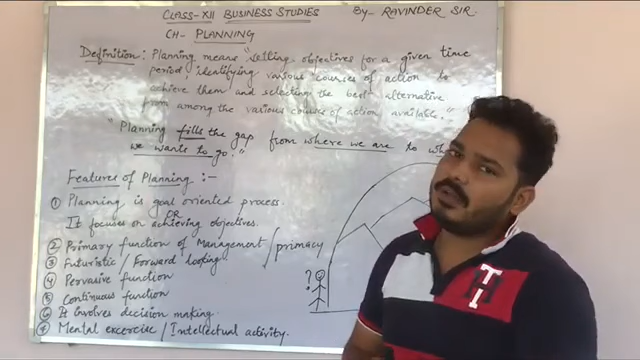 CLASS-XII BUSINESS STUDIES By- RAVINDER SIR.
CH- PLANNING
Definition: Planning means "setting objectives for a given time
period, identifying various courses of action to
achieve them and selecting the best alternative
from among the various courses of action available."
"Planning fills the gap from where we are to
we wants to go."
Features of Planning :-
① Planning is goal oriented process.
OR
It focuses on achieving objectives.
② Primary function of Management / primacy
③ Futuristic / Forward looking
④ Pervasive function
⑤ Continuous function
⑥ It involves decision making.
⑦ Mental excercise / Intellectual activity.
?
TH